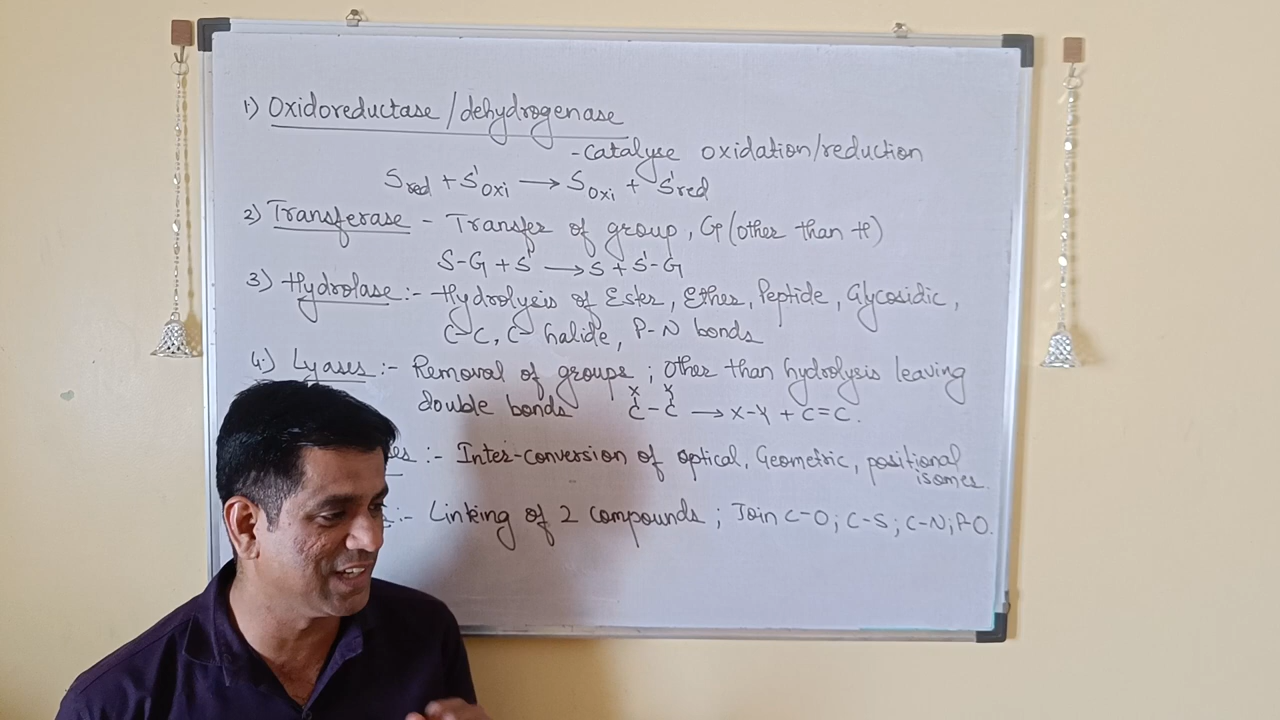 1) Oxidoreductase/dehydrogenase
-Catalyse oxidation/reduction
Sred + S'oxi → Soxi + S'red
2) Transferase - Transfer of group, G (other than H)
S-G + S' → S + S'-G
3) Hydrolase:- Hydrolysis of Ester, Ether, Peptide, Glycosidic,
C-C, C-halide, P-N bonds
4.) Lyases:- Removal of groups; Other than hydrolysis leaving
double bonds X Y
C-C → X-Y + C=C.
es:- Inter-conversion of optical, Geometric, positional
isomes.
:- Linking of 2 compounds; Join C-O; C-S; C-N; P-O.